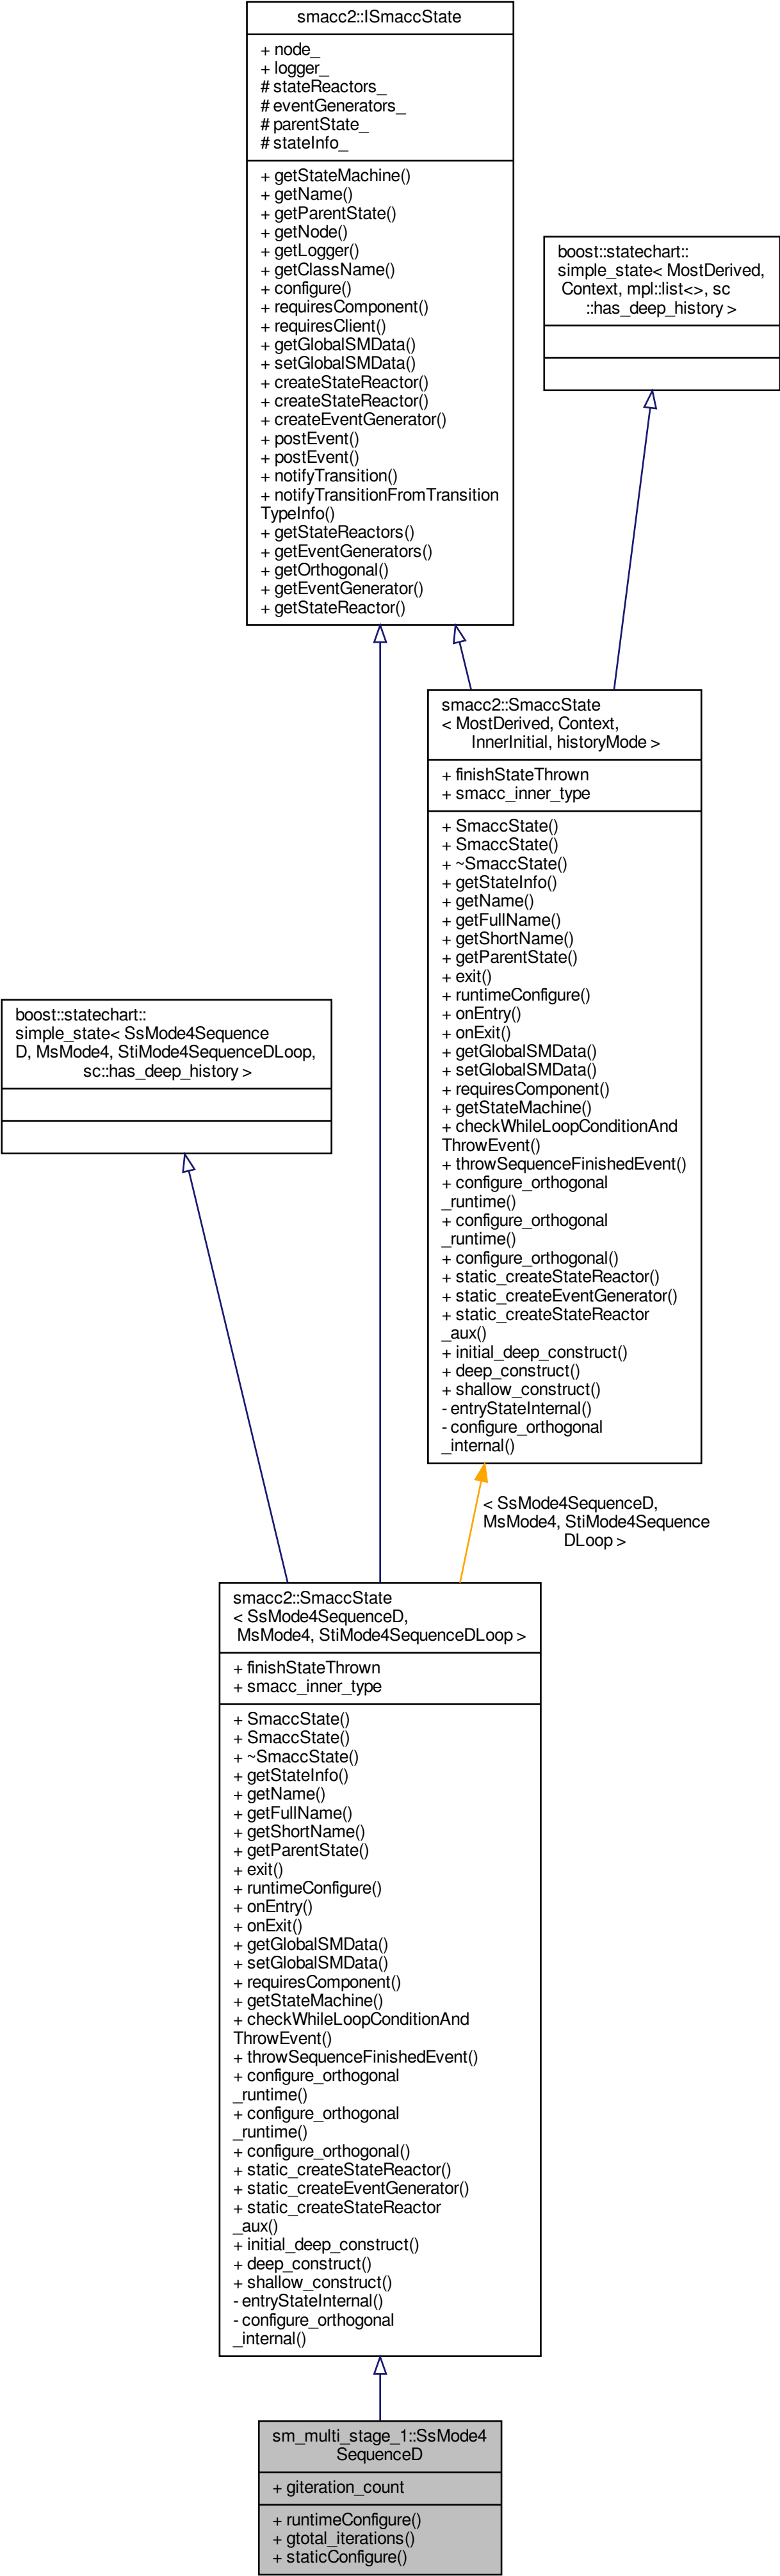 smacc2::ISmaccState
+ node_
+ logger_
# stateReactors_
# eventGenerators_
# parentState_
# stateInfo_
+ getStateMachine()
+ getName()
+ getParentState()
+ getNode()
+ getLogger()
+ getClassName()
+ configure()
+ requiresComponent()
+ requiresClient()
+ getGlobalSMData()
+ setGlobalSMData()
+ createStateReactor()
+ createStateReactor()
+ createEventGenerator()
+ postEvent()
+ postEvent()
+ notifyTransition()
+ notifyTransitionFromTransition
TypeInfo()
+ getStateReactors()
+ getEventGenerators()
+ getOrthogonal()
+ getEventGenerator()
+ getStateReactor()
boost::statechart::
simple_state< MostDerived,
Context, mpl::list<>, sc
::has_deep_history >
smacc2::SmaccState
< MostDerived, Context,
InnerInitial, historyMode >
+ finishStateThrown
+ smacc_inner_type
+ SmaccState()
+ SmaccState()
+ ~SmaccState()
+ getStateInfo()
+ getName()
+ getFullName()
+ getShortName()
+ getParentState()
+ exit()
+ runtimeConfigure()
+ onEntry()
+ onExit()
+ getGlobalSMData()
+ setGlobalSMData()
+ requiresComponent()
+ getStateMachine()
+ checkWhileLoopConditionAnd
ThrowEvent()
+ throwSequenceFinishedEvent()
+ configure_orthogonal
_runtime()
+ configure_orthogonal
_runtime()
+ configure_orthogonal()
+ static_createStateReactor()
+ static_createEventGenerator()
+ static_createStateReactor
_aux()
+ initial_deep_construct()
+ deep_construct()
+ shallow_construct()
- entryStateInternal()
- configure_orthogonal
_internal()
boost::statechart::
simple_state< SsMode4Sequence
D, MsMode4, StiMode4SequenceDLoop,
sc::has_deep_history >
< SsMode4SequenceD,
MsMode4, StiMode4Sequence
DLoop >
smacc2::SmaccState
< SsMode4SequenceD,
MsMode4, StiMode4SequenceDLoop >
+ finishStateThrown
+ smacc_inner_type
+ SmaccState()
+ SmaccState()
+ ~SmaccState()
+ getStateInfo()
+ getName()
+ getFullName()
+ getShortName()
+ getParentState()
+ exit()
+ runtimeConfigure()
+ onEntry()
+ onExit()
+ getGlobalSMData()
+ setGlobalSMData()
+ requiresComponent()
+ getStateMachine()
+ checkWhileLoopConditionAnd
ThrowEvent()
+ throwSequenceFinishedEvent()
+ configure_orthogonal
_runtime()
+ configure_orthogonal
_runtime()
+ configure_orthogonal()
+ static_createStateReactor()
+ static_createEventGenerator()
+ static_createStateReactor
_aux()
+ initial_deep_construct()
+ deep_construct()
+ shallow_construct()
- entryStateInternal()
- configure_orthogonal
_internal()
sm_multi_stage_1::SsMode4
SequenceD
+ giteration_count
+ runtimeConfigure()
+ gtotal_iterations()
+ staticConfigure()